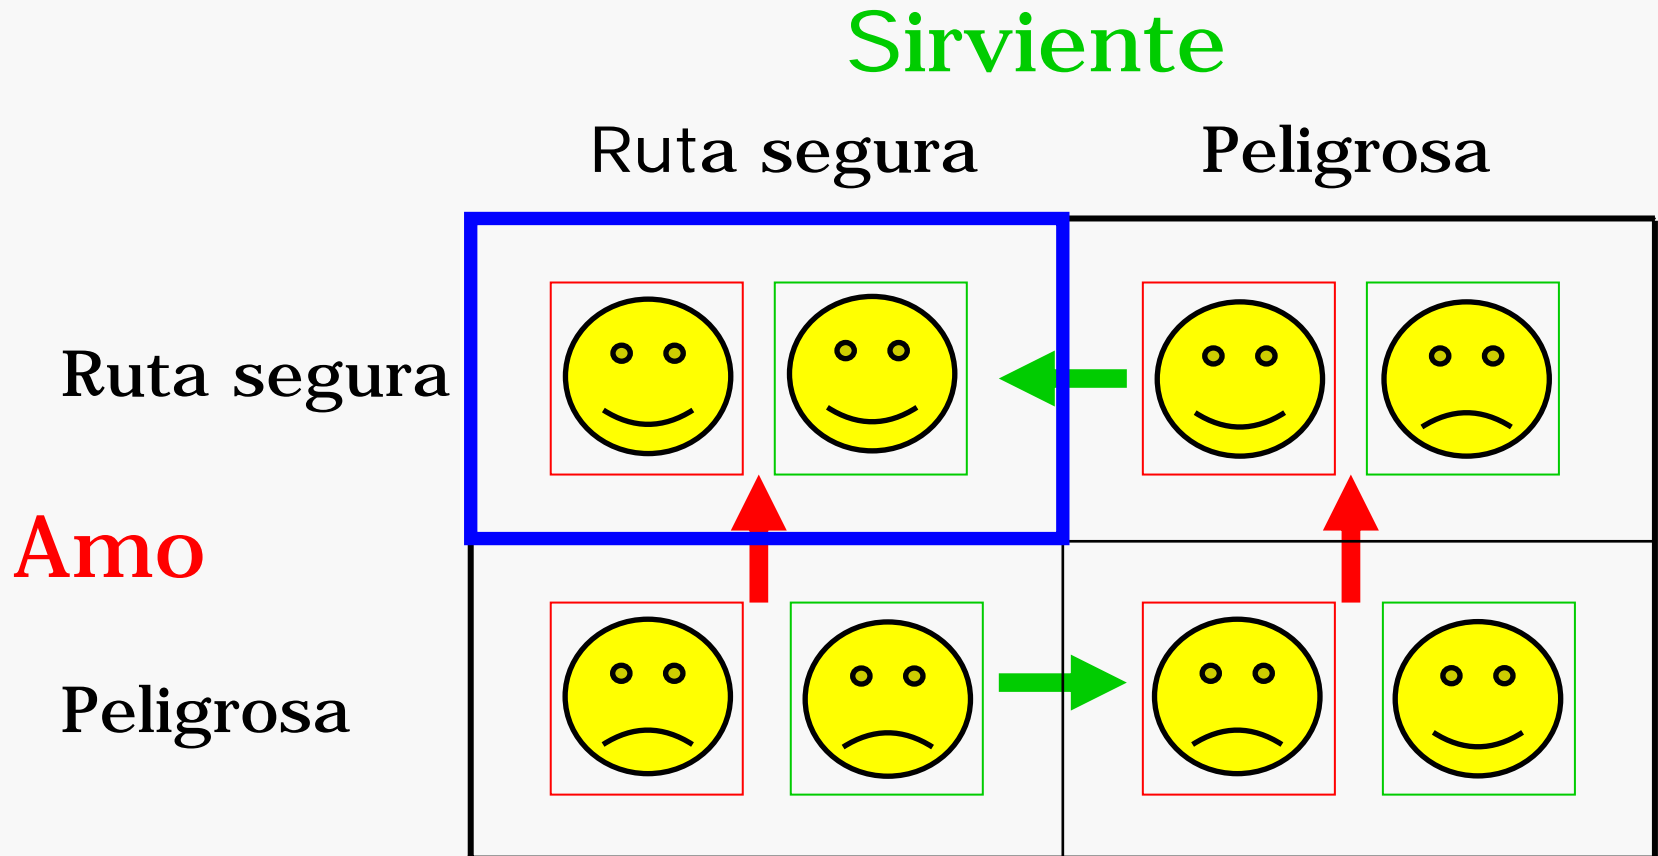 Sirviente
Ruta segura Peligrosa
Ruta segura
Amo
Peligrosa